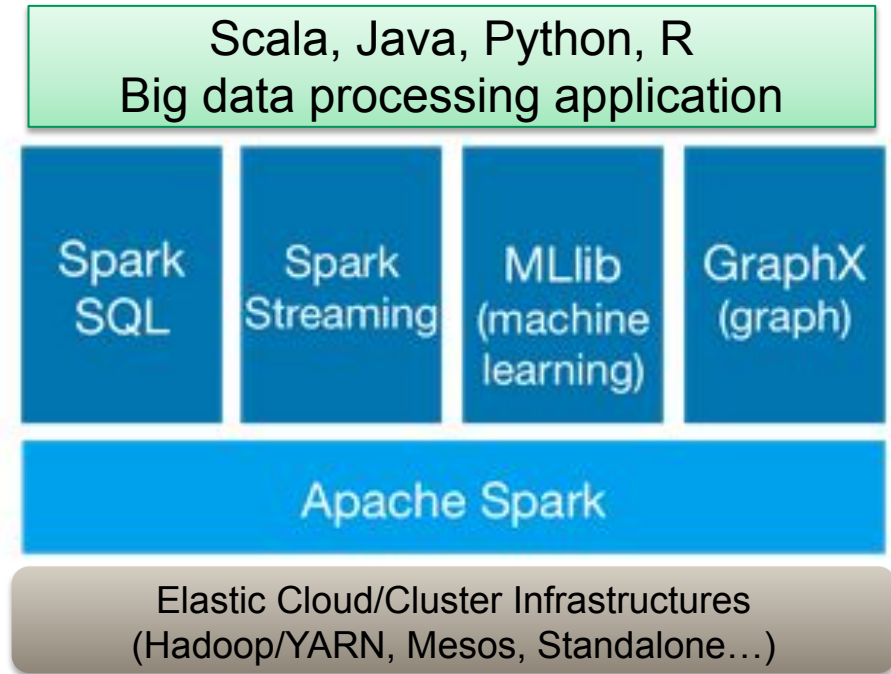 Scala, Java, Python, R
Big data processing application
Spark
SQL
Spark
Streaming
MLlib
(machine
learning)
GraphX
(graph)
Apache Spark
Elastic Cloud/Cluster Infrastructures
(Hadoop/YARN, Mesos, Standalone…)